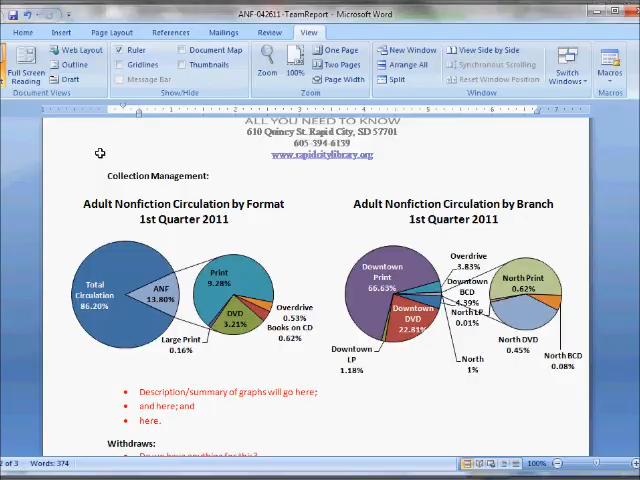 ANF-042611-TeamReport - Microsoft Word
Home Insert Page Layout References Mailings Review View
Full Screen Reading
Web Layout
Outline
Draft
Document Views
Ruler
Gridlines
Message Bar
Document Map
Thumbnails
Show/Hide
Zoom
100%
One Page
Two Pages
Page Width
Zoom
New Window
Arrange All
Split
View Side by Side
Synchronous Scrolling
Reset Window Position
Window
Switch Windows
Macros
Macros
ALL YOU NEED TO KNOW
610 Quincy St. Rapid City, SD 57701
605-394-6139
www.rapidcitylibrary.org
Collection Management:
Adult Nonfiction Circulation by Format
1st Quarter 2011
Total Circulation 86.20%
ANF 13.80%
Print 9.28%
DVD 3.21%
Overdrive 0.53%
Books on CD 0.62%
Large Print 0.16%
Adult Nonfiction Circulation by Branch
1st Quarter 2011
Downtown Print 66.63%
Overdrive 3.83%
Downtown BCD 4.39%
North LP 0.01%
Downtown DVD 22.81%
Downtown LP 1.18%
North 1%
North Print 0.62%
North DVD 0.45%
North BCD 0.08%
• Description/summary of graphs will go here;
• and here; and
• here.
Withdraws:
• Do we have anything for this?
2 of 3 Words: 374 100%